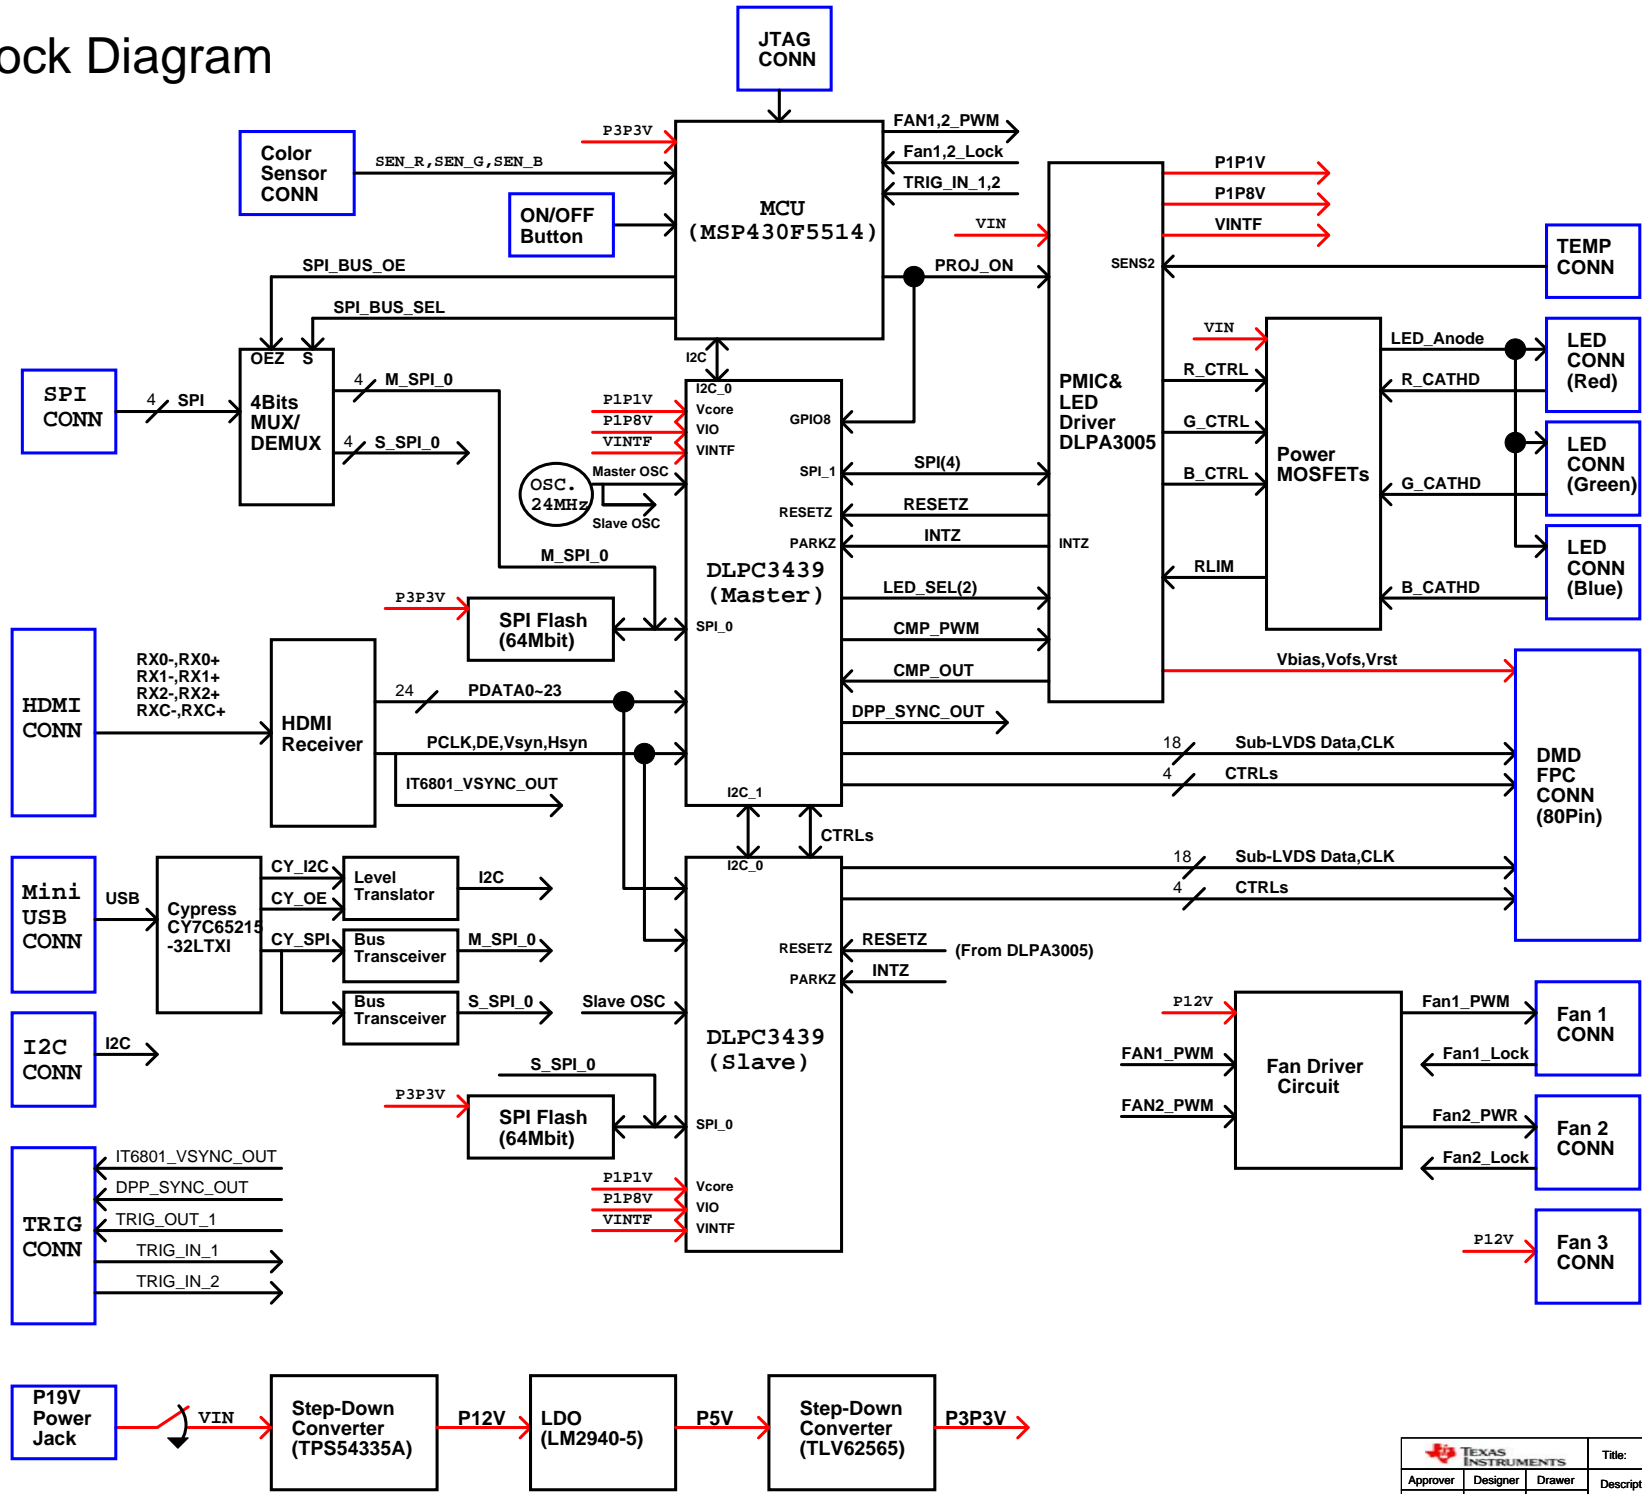 ock Diagram
JTAG
CONN
Color
Sensor
CONN
P3P3V
SEN_R,SEN_G,SEN_B
ON/OFF
Button
MCU
(MSP430F5514)
FAN1,2_PWM
Fan1,2_Lock
TRIG_IN_1,2
VIN
PROJ_ON
SENS2
P1P1V
P1P8V
VINTF
TEMP
CONN
SPI_BUS_OE
SPI_BUS_SEL
OEZ S
SPI
CONN
4 SPI
4Bits
MUX/
DEMUX
4 M_SPI_0
4 S_SPI_0
I2C
I2C_0
P1P1V
Vcore
P1P8V
VIO
VINTF
VINTF
OSC.
24MHz
Master OSC
Slave OSC
GPIO8
SPI_1
RESETZ
PARKZ
DLPC3439
(Master)
SPI(4)
RESETZ
INTZ
INTZ
LED_SEL(2)
CMP_PWM
CMP_OUT
DPP_SYNC_OUT
PMIC&
LED
Driver
DLPA3005
VIN
R_CTRL
G_CTRL
B_CTRL
RLIM
Power
MOSFETs
LED_Anode
R_CATHD
G_CATHD
B_CATHD
LED
CONN
(Red)
LED
CONN
(Green)
LED
CONN
(Blue)
M_SPI_0
P3P3V
SPI Flash
(64Mbit)
SPI_0
HDMI
CONN
RX0-,RX0+
RX1-,RX1+
RX2-,RX2+
RXC-,RXC+
HDMI
Receiver
24 PDATA0~23
PCLK,DE,Vsyn,Hsyn
IT6801_VSYNC_OUT
I2C_1
CTRLs
Vbias,Vofs,Vrst
18 Sub-LVDS Data,CLK
4 CTRLs
18 Sub-LVDS Data,CLK
4 CTRLs
DMD
FPC
CONN
(80Pin)
Mini
USB
CONN
USB
Cypress
CY7C65215
-32LTXI
CY_I2C
CY_OE
CY_SPI
Level
Translator
I2C
Bus
Transceiver
M_SPI_0
Bus
Transceiver
S_SPI_0
I2C
CONN
I2C
I2C_0
RESETZ
PARKZ
RESETZ
(From DLPA3005)
INTZ
Slave OSC
DLPC3439
(Slave)
S_SPI_0
P3P3V
SPI Flash
(64Mbit)
SPI_0
P1P1V
Vcore
P1P8V
VIO
VINTF
VINTF
P12V
FAN1_PWM
FAN2_PWM
Fan Driver
Circuit
Fan1_PWM
Fan1_Lock
Fan2_PWR
Fan2_Lock
Fan 1
CONN
Fan 2
CONN
P12V
Fan 3
CONN
TRIG
CONN
IT6801_VSYNC_OUT
DPP_SYNC_OUT
TRIG_OUT_1
TRIG_IN_1
TRIG_IN_2
P19V
Power
Jack
VIN
Step-Down
Converter
(TPS54335A)
P12V
LDO
(LM2940-5)
P5V
Step-Down
Converter
(TLV62565)
P3P3V
TEXAS
INSTRUMENTS
Title:
Approver Designer Drawer Descript